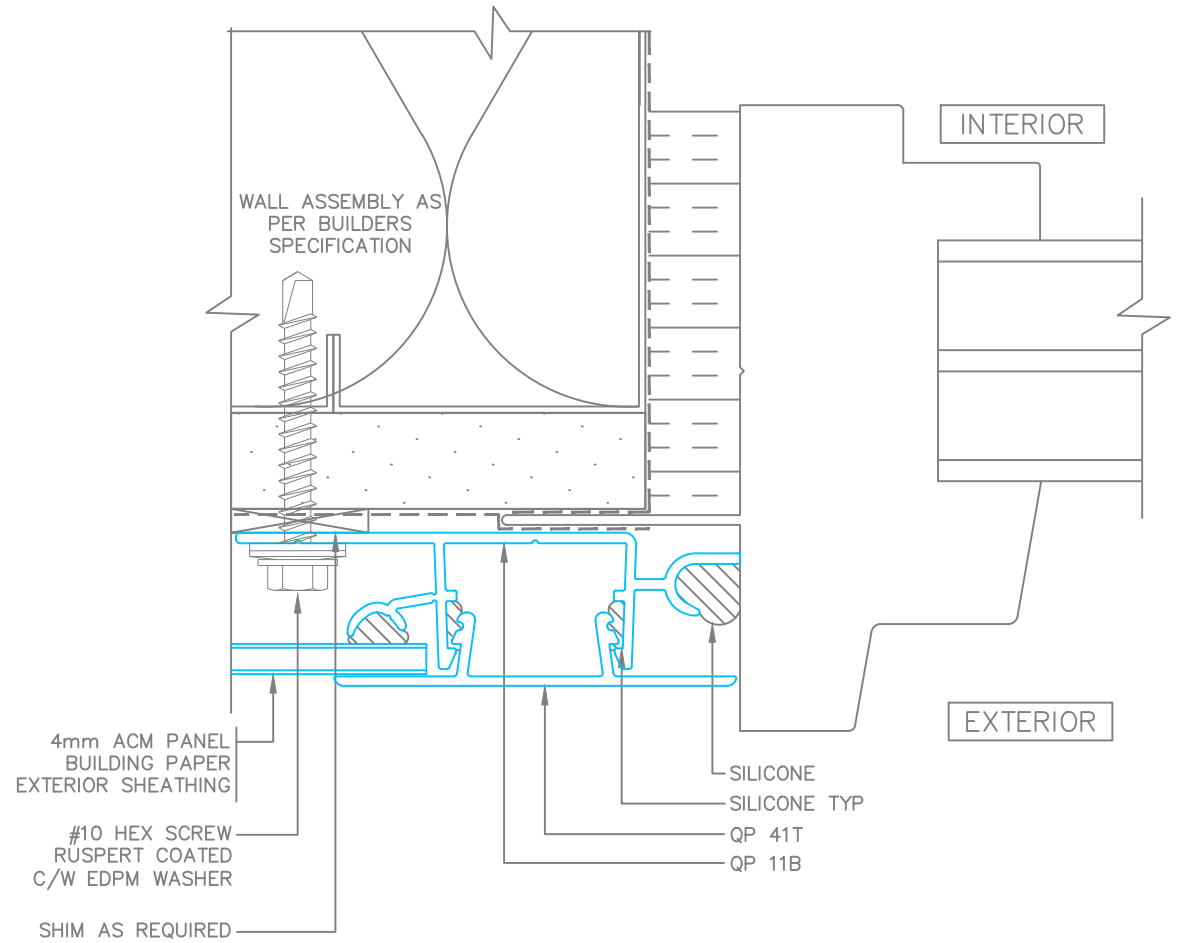 INTERIOR
WALL ASSEMBLY AS
PER BUILDERS
SPECIFICATION
EXTERIOR
4mm ACM PANEL
BUILDING PAPER
EXTERIOR SHEATHING
#10 HEX SCREW
RUSPERT COATED
C/W EDPM WASHER
SHIM AS REQUIRED
SILICONE
SILICONE TYP
QP 41T
QP 11B